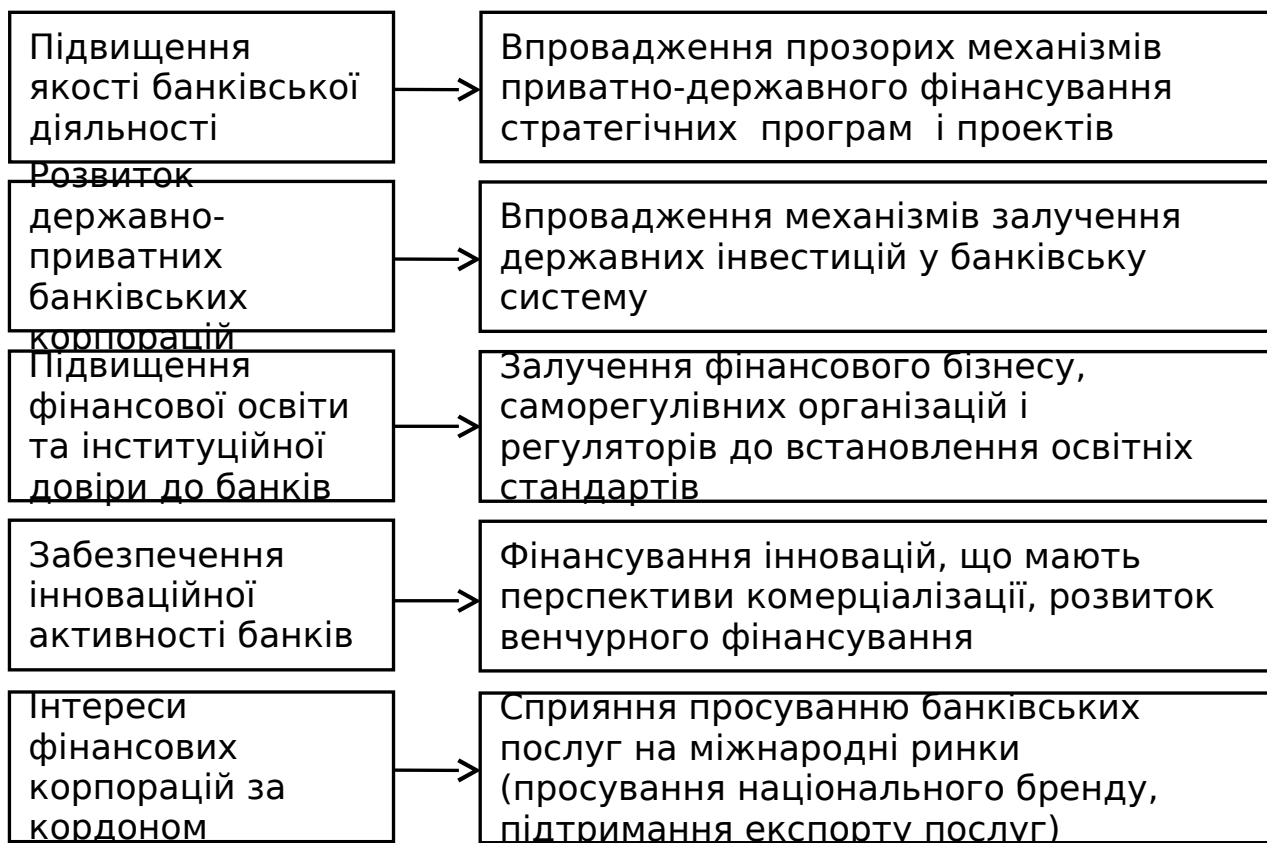 Підвищення
якості банківської
діяльності
Впровадження прозорих механізмів
приватно-державного фінансування
стратегічних  програм  і проектів
Розвиток
державно-
приватних
банківських
корпорацій
Впровадження механізмів залучення
державних інвестицій у банківську
систему
Підвищення
фінансової освіти
та інституційної
довіри до банків
Залучення фінансового бізнесу,
саморегулівних організацій і
регуляторів до встановлення освітніх
стандартів
Забезпечення
інноваційної
активності банків
Фінансування інновацій, що мають
перспективи комерціалізації, розвиток
венчурного фінансування
Інтереси
фінансових
корпорацій за
кордоном
Сприяння просуванню банківських
послуг на міжнародні ринки
(просування національного бренду,
підтримання експорту послуг)